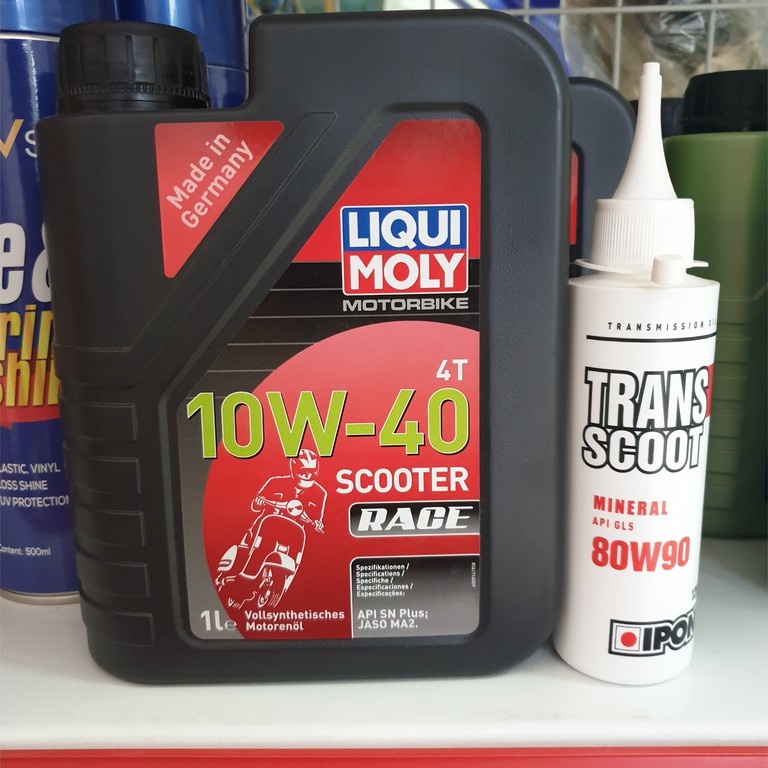 Made in
Germany
LIQUI
MOLY
MOTORBIKE
4T
10W-40
SCOOTER
RACE
Spezifikationen /
Specifications /
Specifiche /
Especificaciones /
Especificações:
API SN Plus;
JASO MA2.
1L e
Vollsynthetisches
Motorenöl
TRANSMISSION
TRANS
SCOOT
MINERAL
API GL5
80W90
IPON
LASTIC, VINYL
LOSS SHINE
UV PROTECTION
Content: 500ml